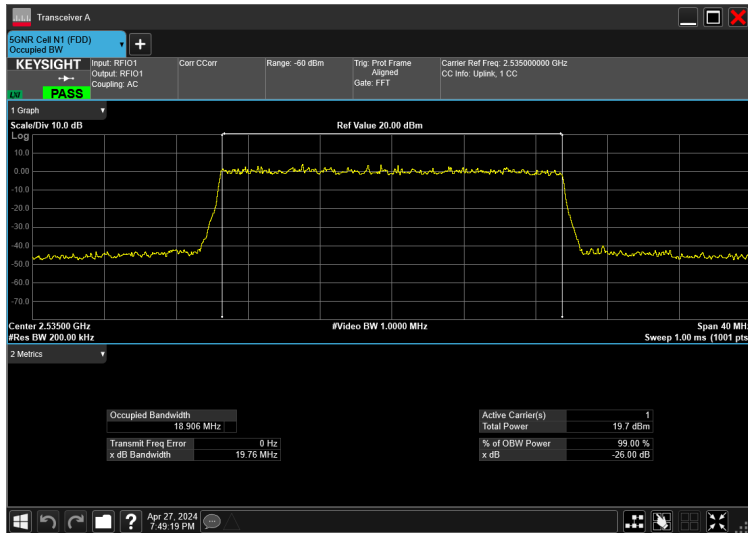 Transceiver A
5GNR Cell N1 (FDD)
Occupied BW
KEYSIGHT
LXI
PASS
Input: RFIO1
Output: RFIO1
Coupling: AC
Corr CCorr
Range: -60 dBm
Trig: Prot Frame
Aligned
Gate: FFT
Carrier Ref Freq: 2.535000000 GHz
CC Info: Uplink, 1 CC
1 Graph
Scale/Div 10.0 dB
Ref Value 20.00 dBm
Log
10.0
0.00
-10.0
-20.0
-30.0
-40.0
-50.0
-60.0
-70.0
Center 2.53500 GHz
#Video BW 1.0000 MHz
Span 40 MHz
#Res BW 200.00 kHz
Sweep 1.00 ms (1001 pts
2 Metrics
Occupied Bandwidth
18.906 MHz
Transmit Freq Error 0 Hz
x dB Bandwidth 19.76 MHz
Active Carrier(s) 1
Total Power 19.7 dBm
% of OBW Power 99.00 %
x dB -26.00 dB
?
Apr 27, 2024
7:49:19 PM